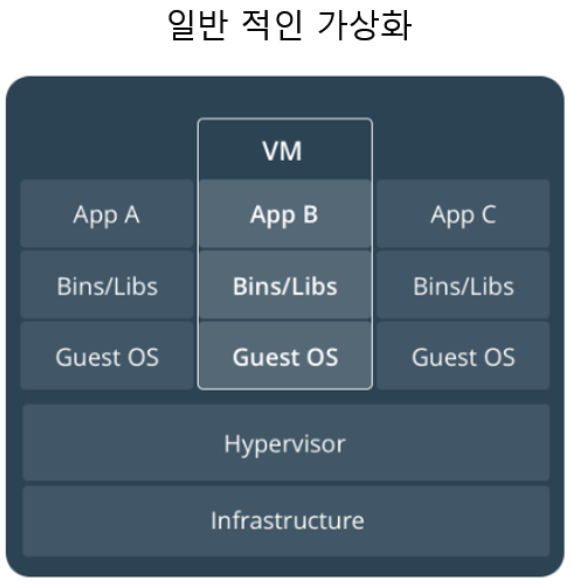 일반 적인 가상화
VM
App A App B App C
Bins/Libs Bins/Libs Bins/Libs
Guest OS Guest OS Guest OS
Hypervisor
Infrastructure